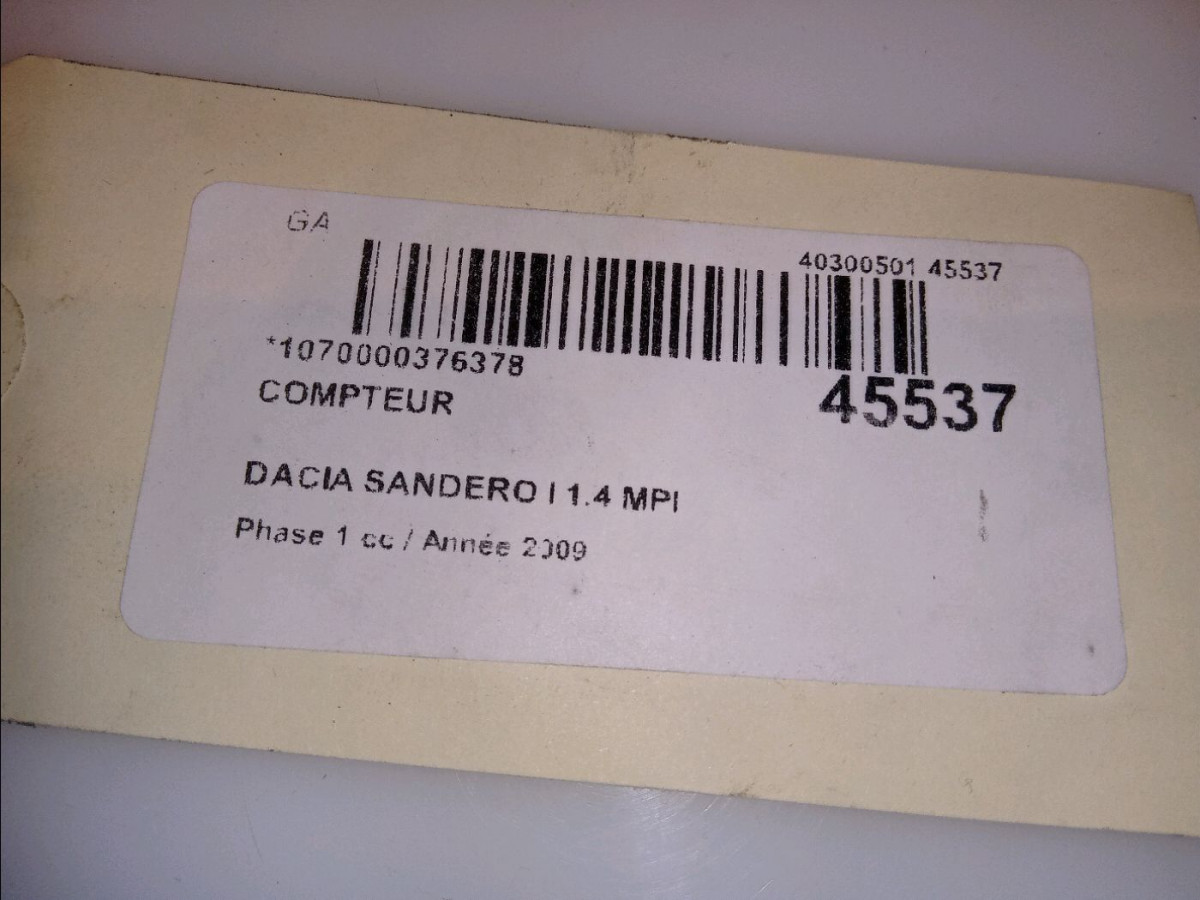 GA
40300501 45537
*1070000376378
45537
COMPTEUR
DACIA SANDERO I 1.4 MPI
Phase 1 cc / Année 2009